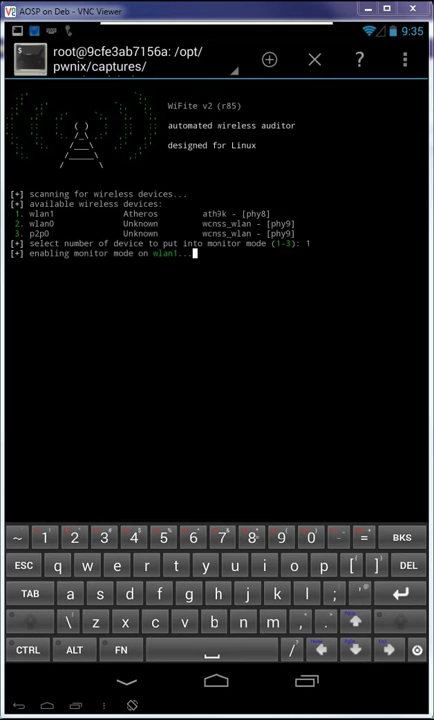 AOSP on Deb - VNC Viewer
9:35
root@9cfe3ab7156a: /opt/
pwnix/captures/
WiFite v2 (r85)
automated wireless auditor
designed for Linux
[+] scanning for wireless devices...
[+] available wireless devices:
1. wlan1 Atheros ath9k - [phy8]
2. wlan0 Unknown wcnss_wlan - [phy9]
3. p2p0 Unknown wcnss_wlan - [phy9]
[+] select number of device to put into monitor mode (1-3): 1
[+] enabling monitor mode on wlan1...
~ 1 2 3 4 5 6 7 8 9 0 - = BKS
ESC q w e r t y u i o p [ ] DEL
TAB a s d f g h j k l ; '
\ z x c v b n m , .
CTRL ALT FN /